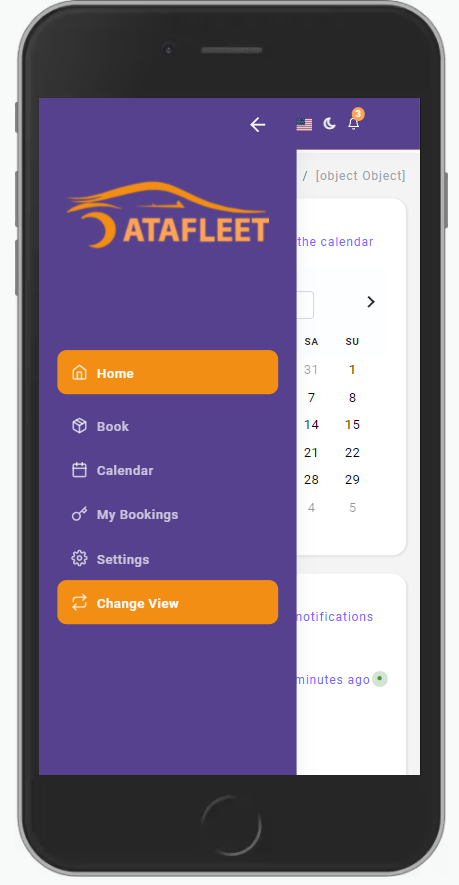 3
/ [object Object]
ATAFLEET
the calendar
SA SU
31 1
7 8
14 15
21 22
28 29
4 5
Home
Book
Calendar
My Bookings
Settings
Change View
notifications
minutes ago